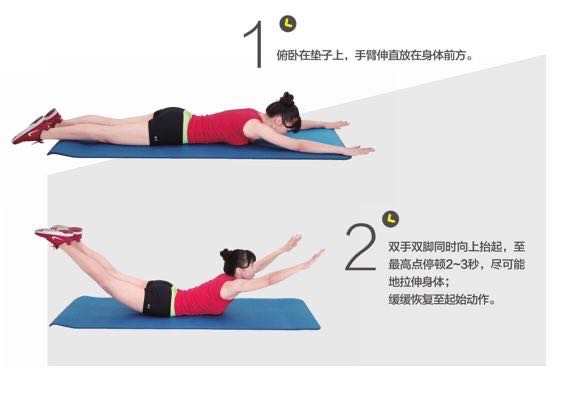 1
俯卧在垫子上，手臂伸直放在身体前方。
2
双手双脚同时向上抬起，至
最高点停顿2~3秒，尽可能
地拉伸身体；
缓缓恢复至起始动作。